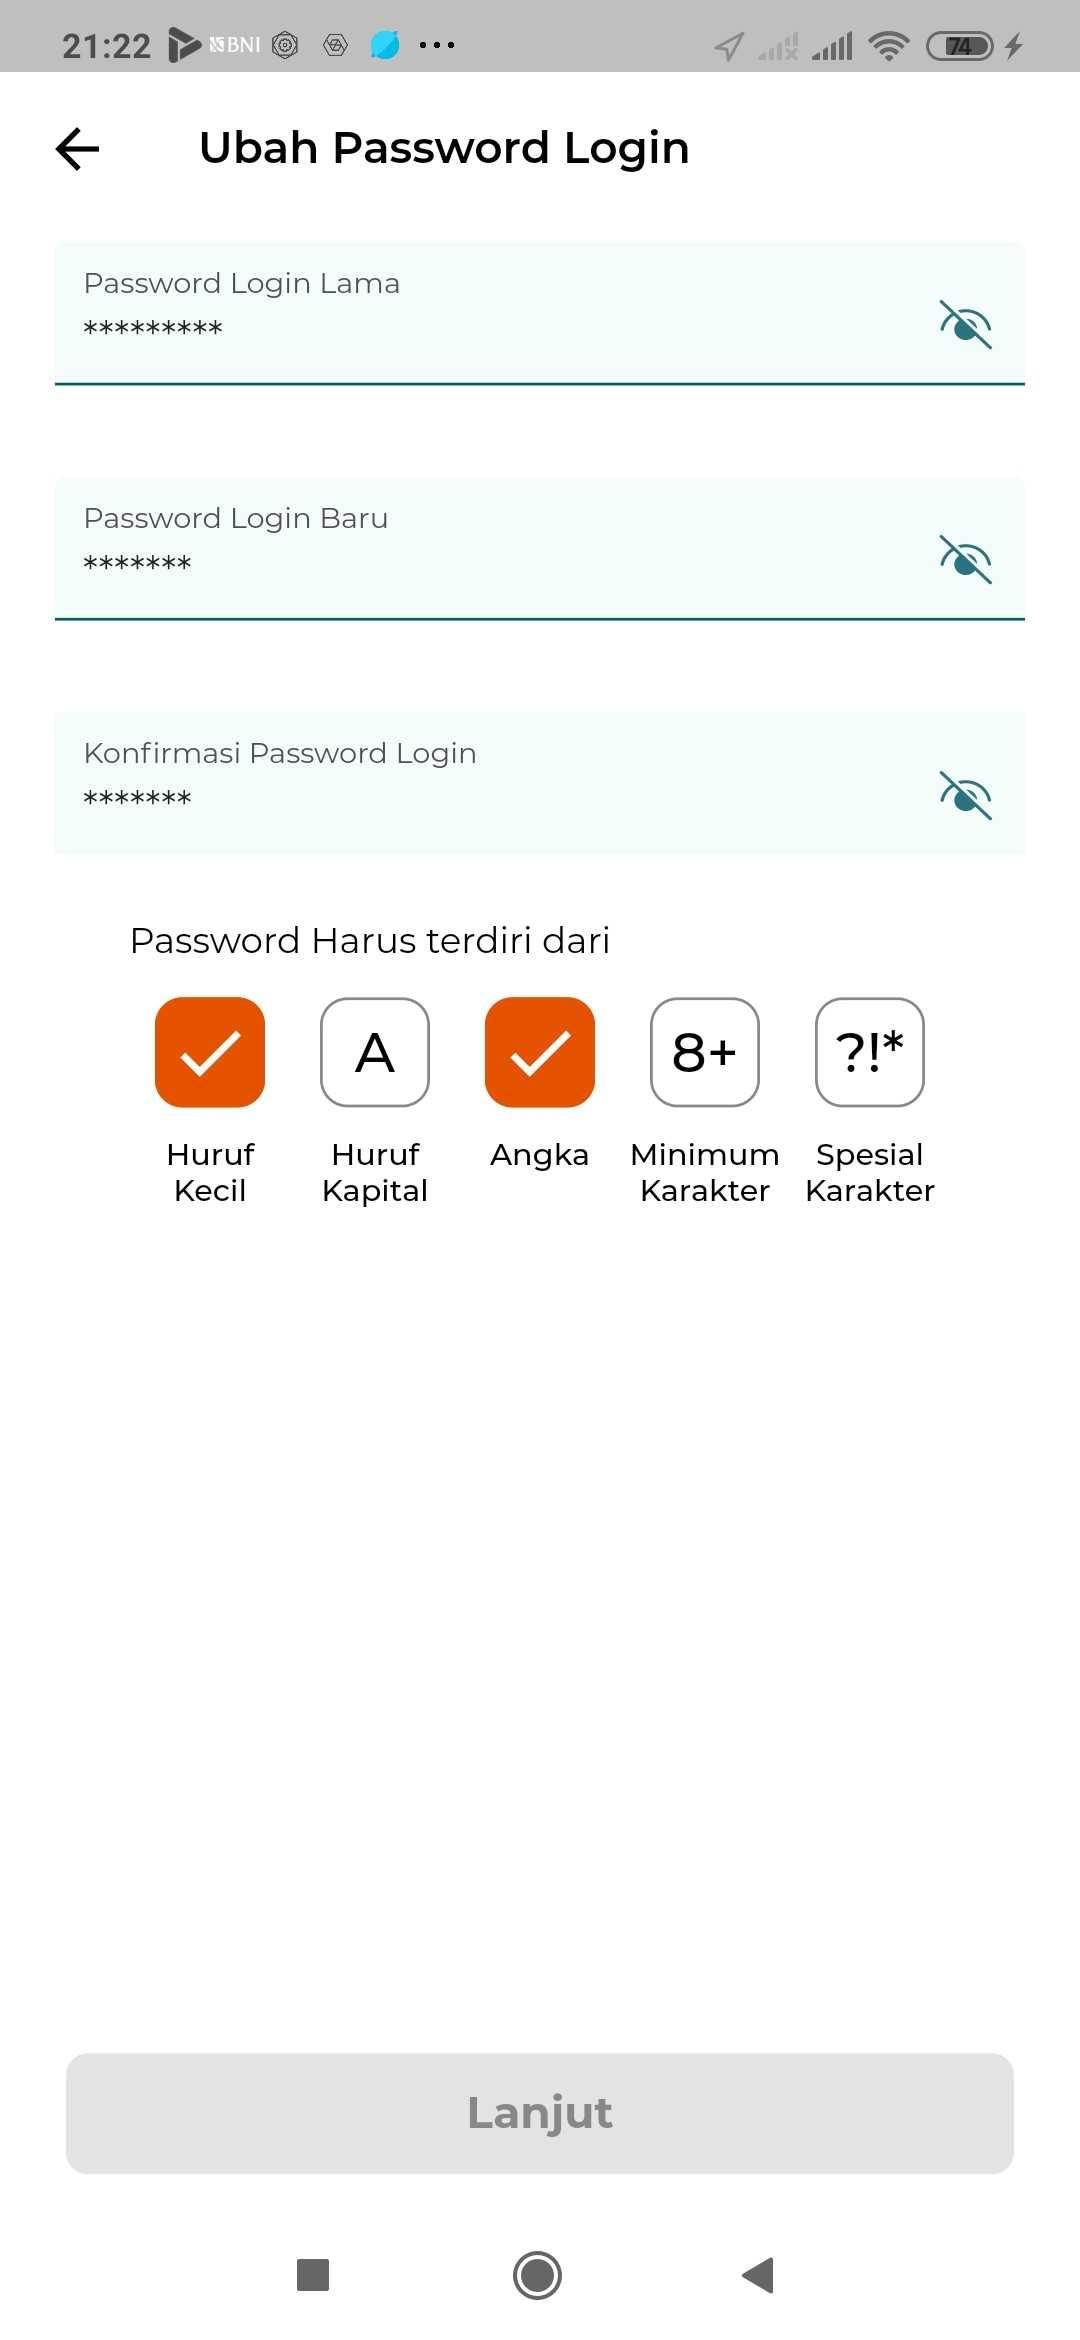 21:22 BNI 74
Ubah Password Login
Password Login Lama
*********
Password Login Baru
*******
Konfirmasi Password Login
*******
Password Harus terdiri dari
A 8+ ?!*
Huruf Kecil
Huruf Kapital
Angka
Minimum Karakter
Spesial Karakter
Lanjut